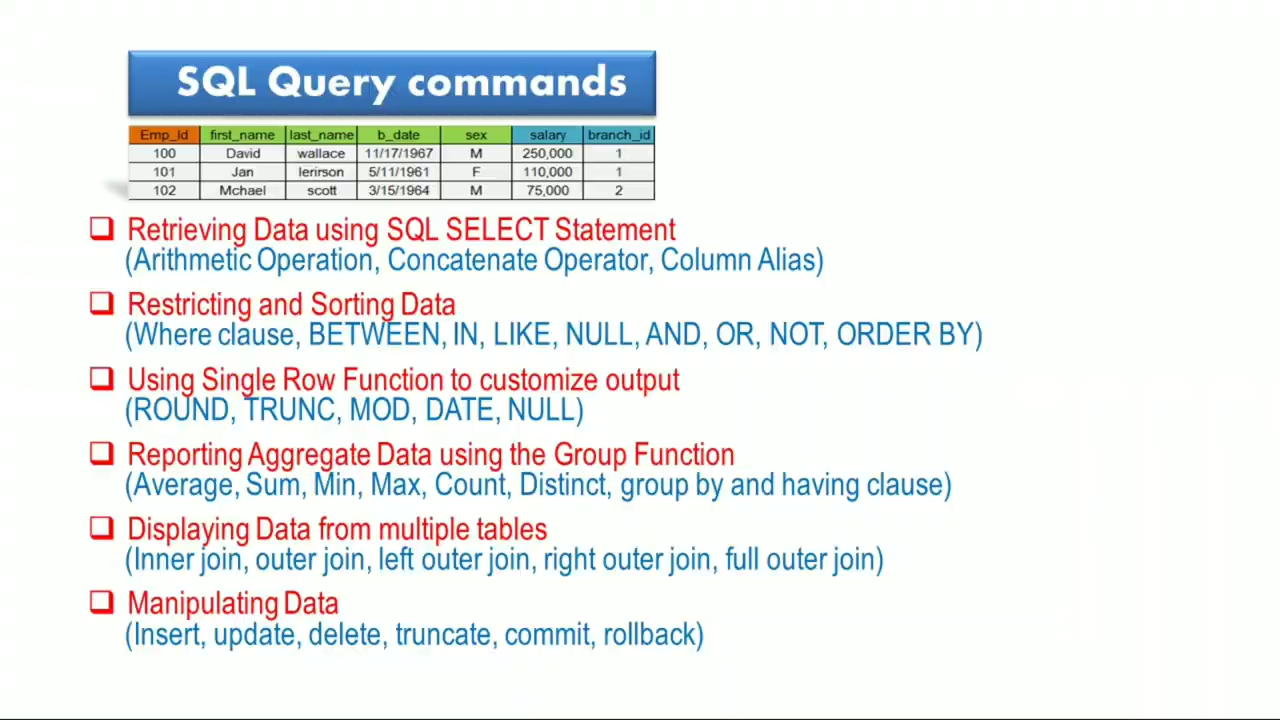 SQL Query commands
Emp_Id first_name last_name b_date sex salary branch_id
100 David wallace 11/17/1967 M 250,000 1
101 Jan lerirson 5/11/1961 F 110,000 1
102 Mchael scott 3/15/1964 M 75,000 2
Retrieving Data using SQL SELECT Statement
(Arithmetic Operation, Concatenate Operator, Column Alias)
Restricting and Sorting Data
(Where clause, BETWEEN, IN, LIKE, NULL, AND, OR, NOT, ORDER BY)
Using Single Row Function to customize output
(ROUND, TRUNC, MOD, DATE, NULL)
Reporting Aggregate Data using the Group Function
(Average, Sum, Min, Max, Count, Distinct, group by and having clause)
Displaying Data from multiple tables
(Inner join, outer join, left outer join, right outer join, full outer join)
Manipulating Data
(Insert, update, delete, truncate, commit, rollback)